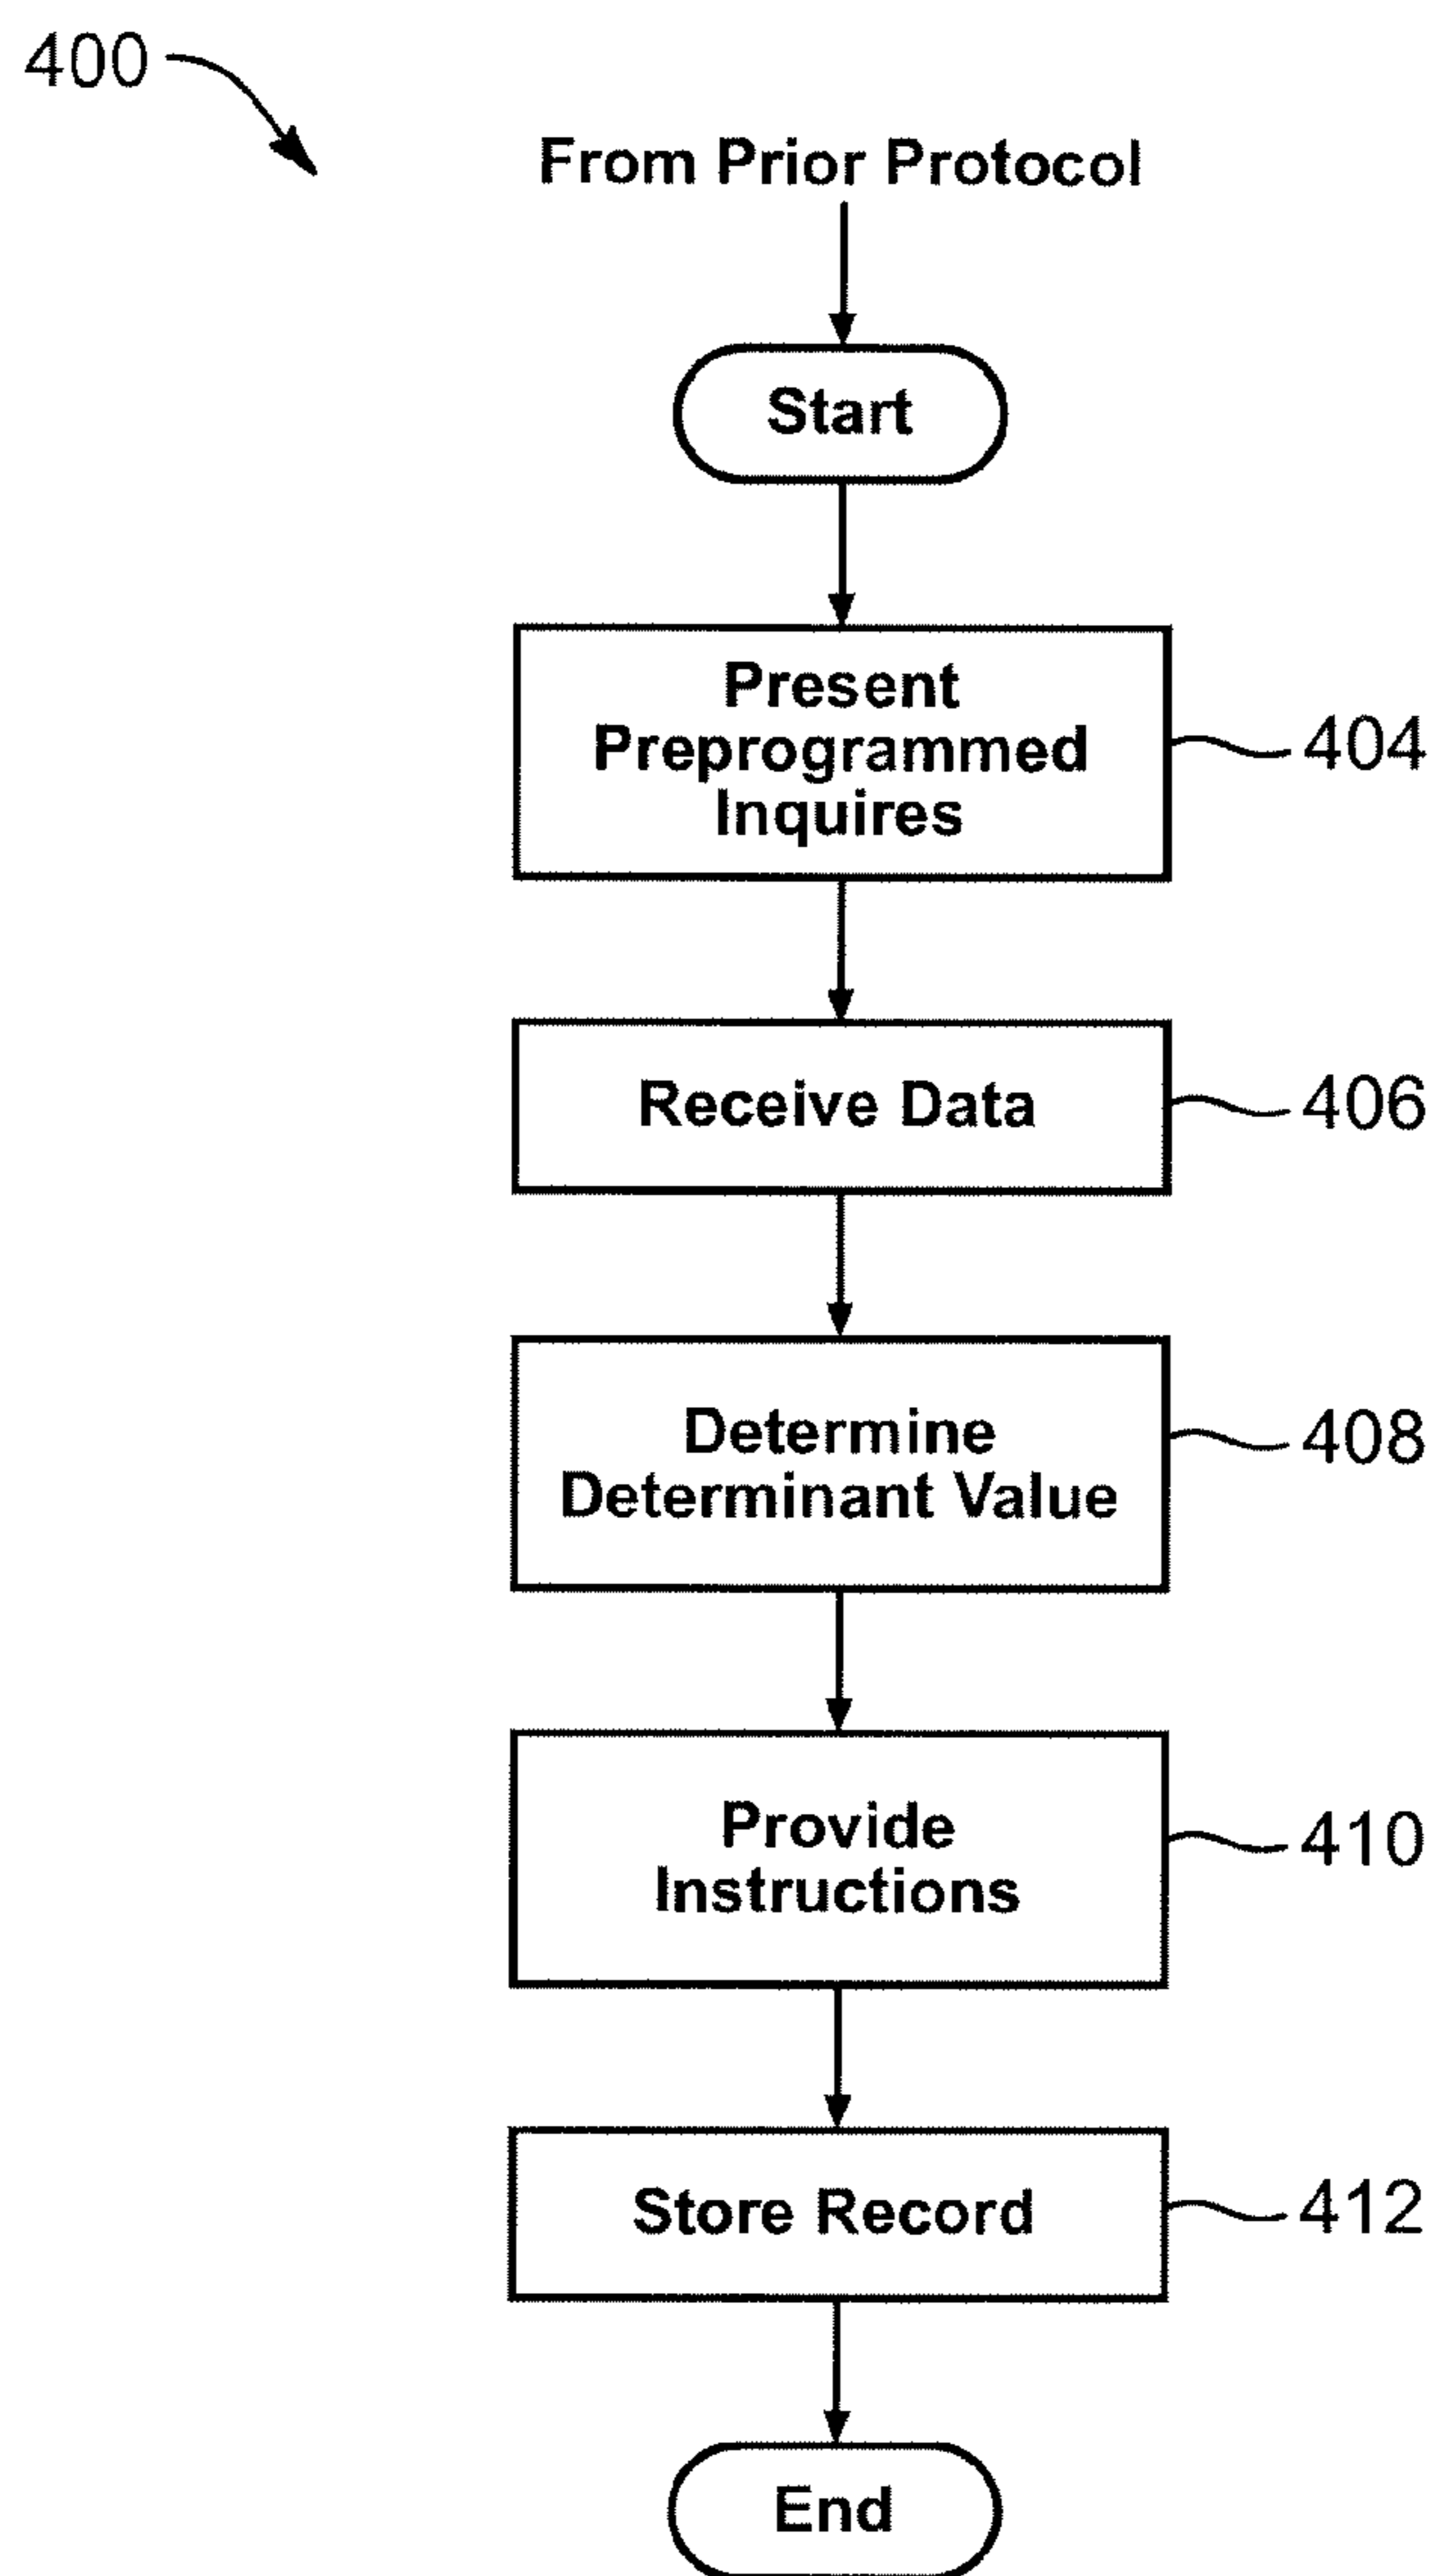 400
From Prior Protocol
Start
Present
Preprogrammed
Inquires
404
Receive Data
406
Determine
Determinant Value
408
Provide
Instructions
410
Store Record
412
End